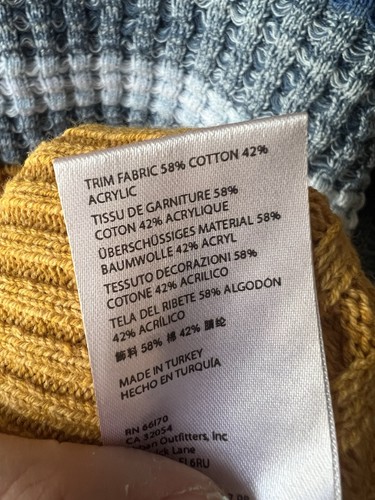 TRIM FABRIC 58% COTTON 42%
ACRYLIC
TISSU DE GARNITURE 58%
COTON 42% ACRYLIQUE
ÜBERSCHÜSSIGES MATERIAL 58%
BAUMWOLLE 42% ACRYL
TESSUTO DECORAZIONI 58%
COTONE 42% ACRILICO
TELA DEL RIBETE 58% ALGODÓN
42% ACRÍLICO
飾料 58% 棉 42%
MADE IN TURKEY
HECHO EN TURQUÍA
RN 66170
CA 32054
Outfitters, Inc
Lane
6RU